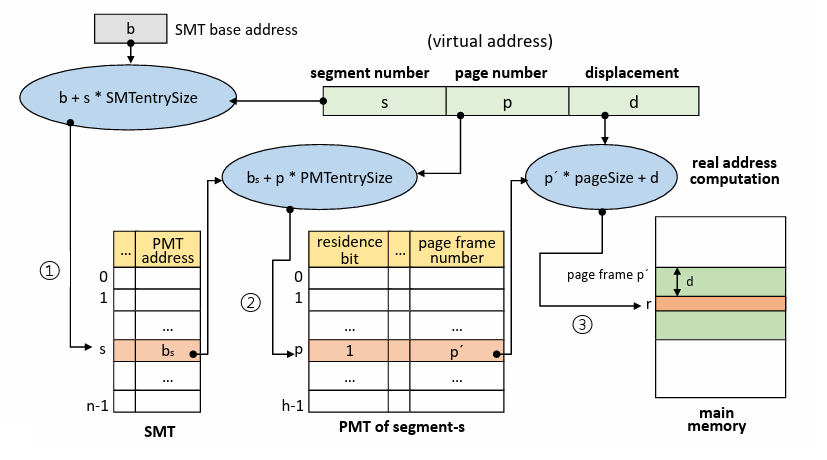 b
SMT base address
(virtual address)
segment number
page number
displacement
b + s * SMTentrySize
s
p
d
bₛ + p * PMTentrySize
p´ * pageSize + d
real address
computation
①
...
PMT
address
0
1
...
s
bₛ
...
n-1
SMT
②
residence
bit
...
page frame
number
0
1
...
p
1
p´
...
...
h-1
PMT of segment-s
③
page frame p´
d
r
main
memory